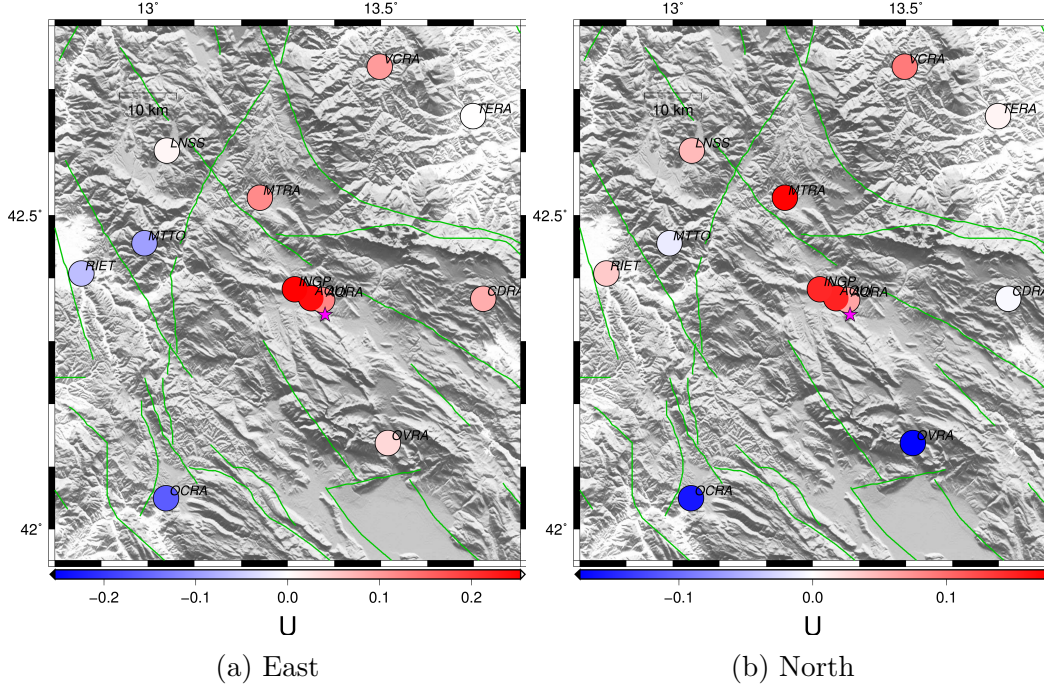 13˚ 13.5˚ 13˚ 13.5˚
VCRA VCRA
10 km TERA 10 km TERA
LNSS LNSS
MTRA MTRA
42.5˚ 42.5˚
MTTO MTTO
RIET RIET
INGP INGP
CDRA CDRA
OVRA OVRA
OCRA OCRA
42˚ 42˚
−0.2 −0.1 0.0 0.1 0.2 −0.1 0.0 0.1
U U
(a) East (b) North